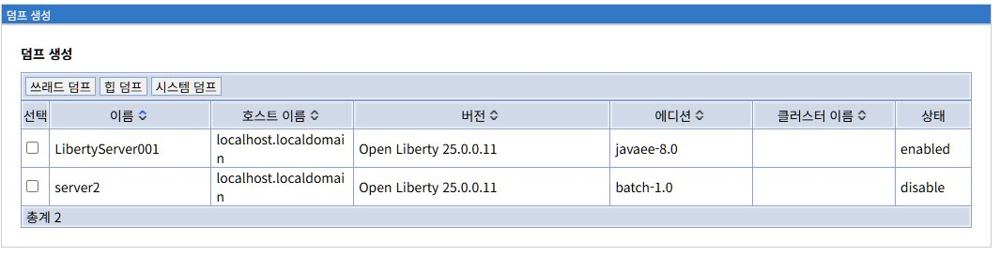 덤프 생성
덤프 생성
쓰래드 덤프 힙 덤프 시스템 덤프
선택 이름 호스트 이름 버전 에디션 클러스터 이름 상태
LibertyServer001 localhost.localdomai
n Open Liberty 25.0.0.11 javaee-8.0 enabled
server2 localhost.localdomai
n Open Liberty 25.0.0.11 batch-1.0 disable
총계 2